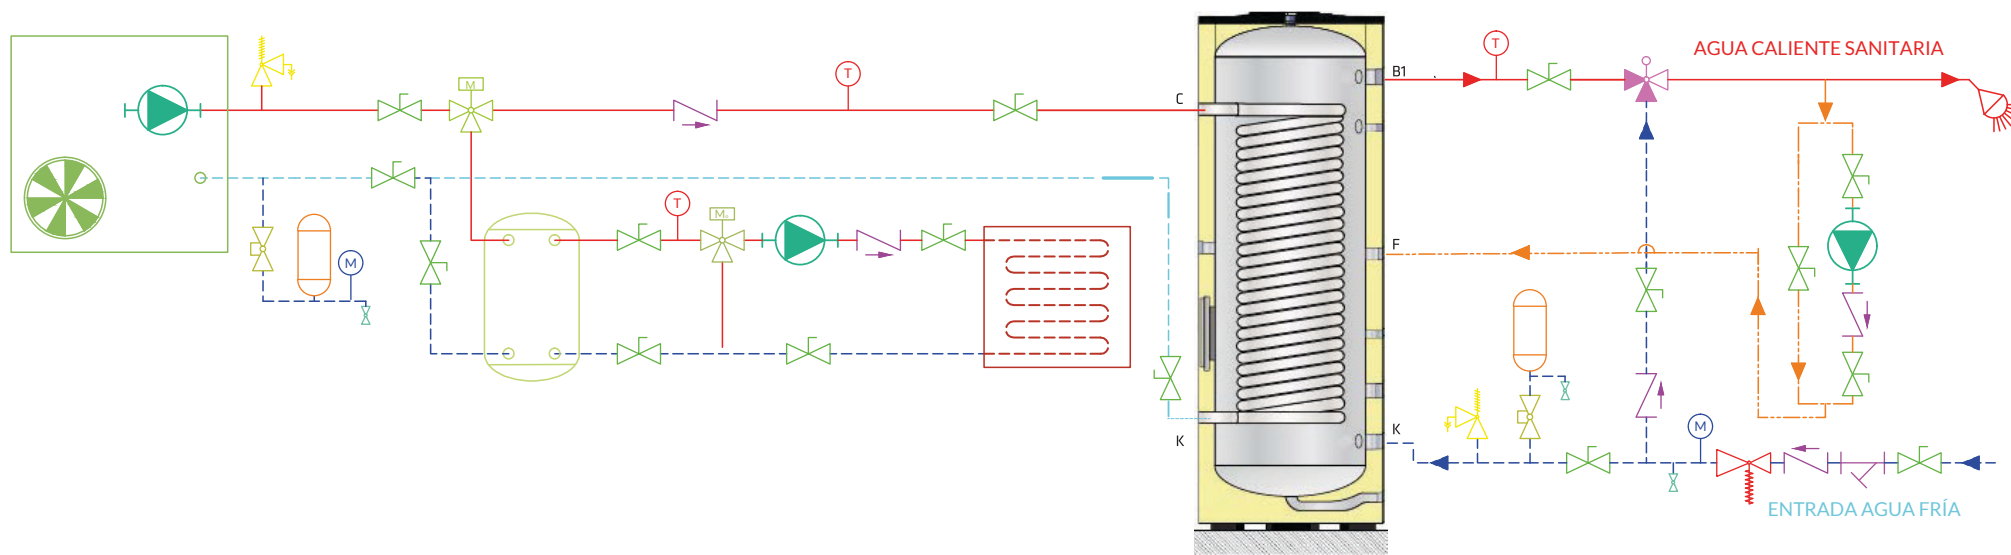 AGUA CALIENTE SANITARIA
T
T
B1
M
C
T
M
F
M
K
K
M
ENTRADA AGUA FRÍA